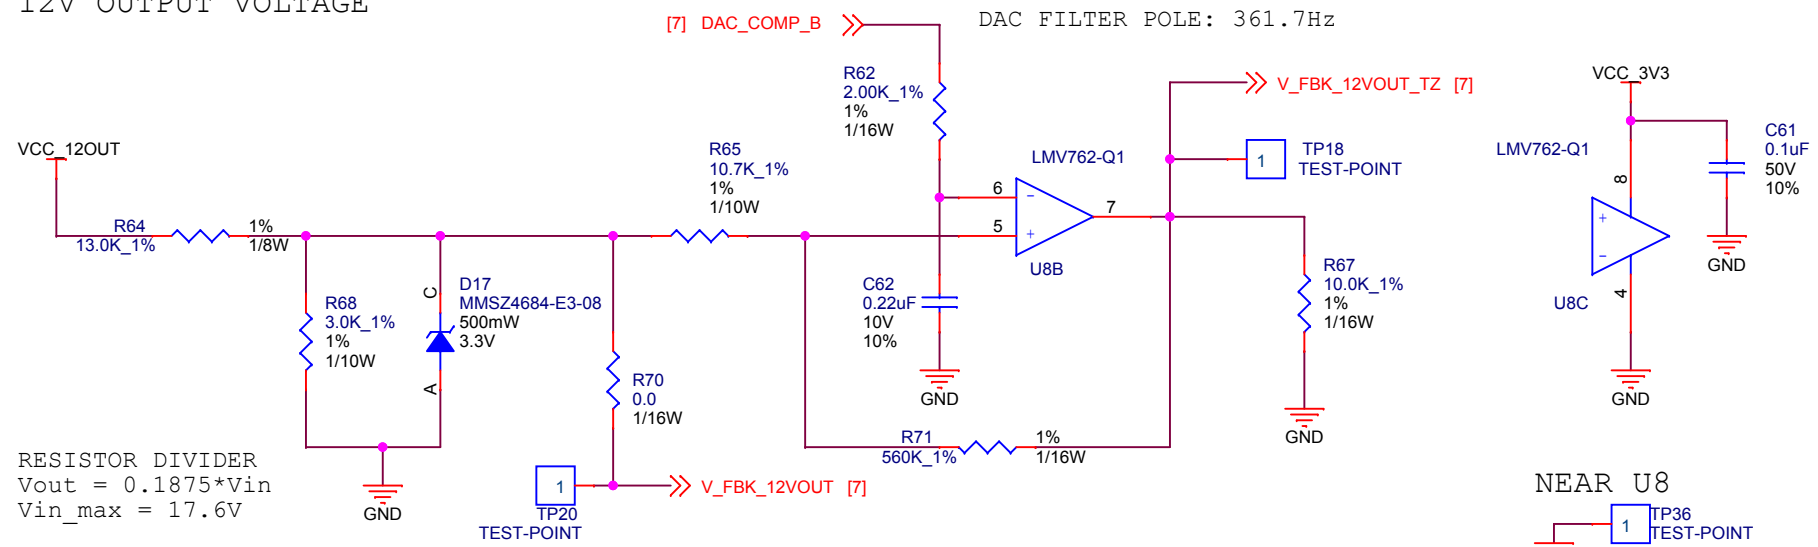 12V OUTPUT VOLTAGE
[7] DAC_COMP_B
DAC FILTER POLE: 361.7Hz
R62
2.00K_1%
1%
1/16W
V_FBK_12VOUT_TZ [7]
VCC_3V3
C61
0.1uF
50V
10%
LMV762-Q1
8
4
U8C
GND
GND
VCC_12OUT
R64
13.0K_1%
1%
1/8W
R65
10.7K_1%
1%
1/10W
LMV762-Q1
6
5
7
U8B
1
TP18
TEST-POINT
R68
3.0K_1%
1%
1/10W
C
A
D17
MMSZ4684-E3-08
500mW
3.3V
C62
0.22uF
10V
10%
GND
R67
10.0K_1%
1%
1/16W
GND
R70
0.0
1/16W
R71
560K_1%
1%
1/16W
RESISTOR DIVIDER
Vout = 0.1875*Vin
Vin_max = 17.6V
GND
1
TP20
TEST-POINT
V_FBK_12VOUT [7]
NEAR U8
1
TP36
TEST-POINT